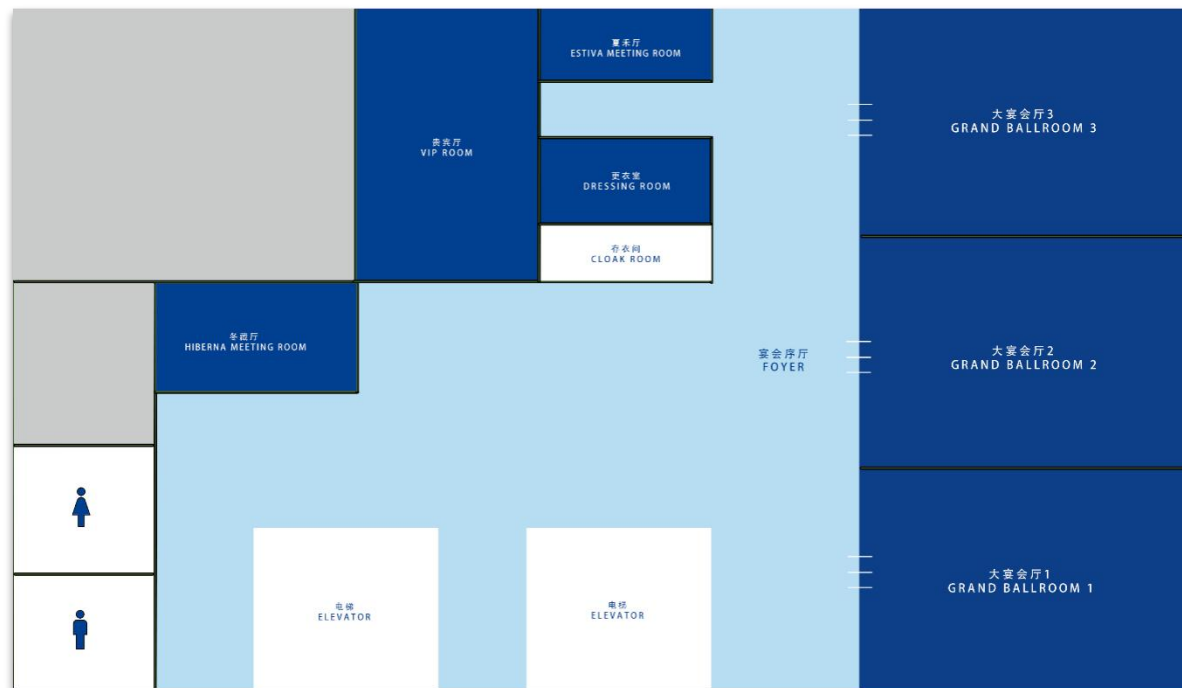 夏禾厅
ESTIVA MEETING ROOM
大宴会厅3
GRAND BALLROOM 3
贵宾厅
VIP ROOM
更衣室
DRESSING ROOM
存衣间
CLOAK ROOM
冬藏厅
HIBERNA MEETING ROOM
宴会序厅
FOYER
大宴会厅2
GRAND BALLROOM 2
大宴会厅1
GRAND BALLROOM 1
电梯
ELEVATOR
电梯
ELEVATOR